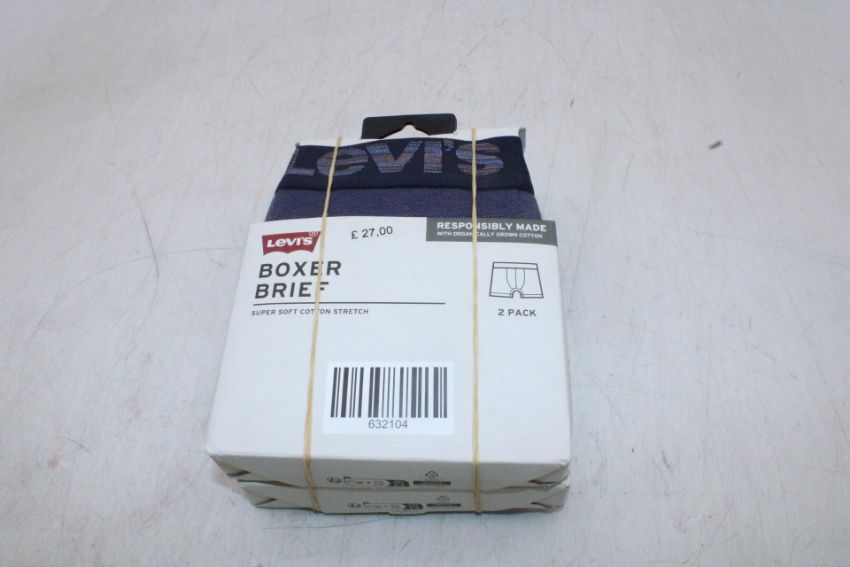 Levi's
Levi's
£ 27,00
RESPONSIBLY MADE
WITH ORGANICALLY GROWN COTTON
BOXER
BRIEF
SUPER SOFT COTTON STRETCH
2 PACK
632104